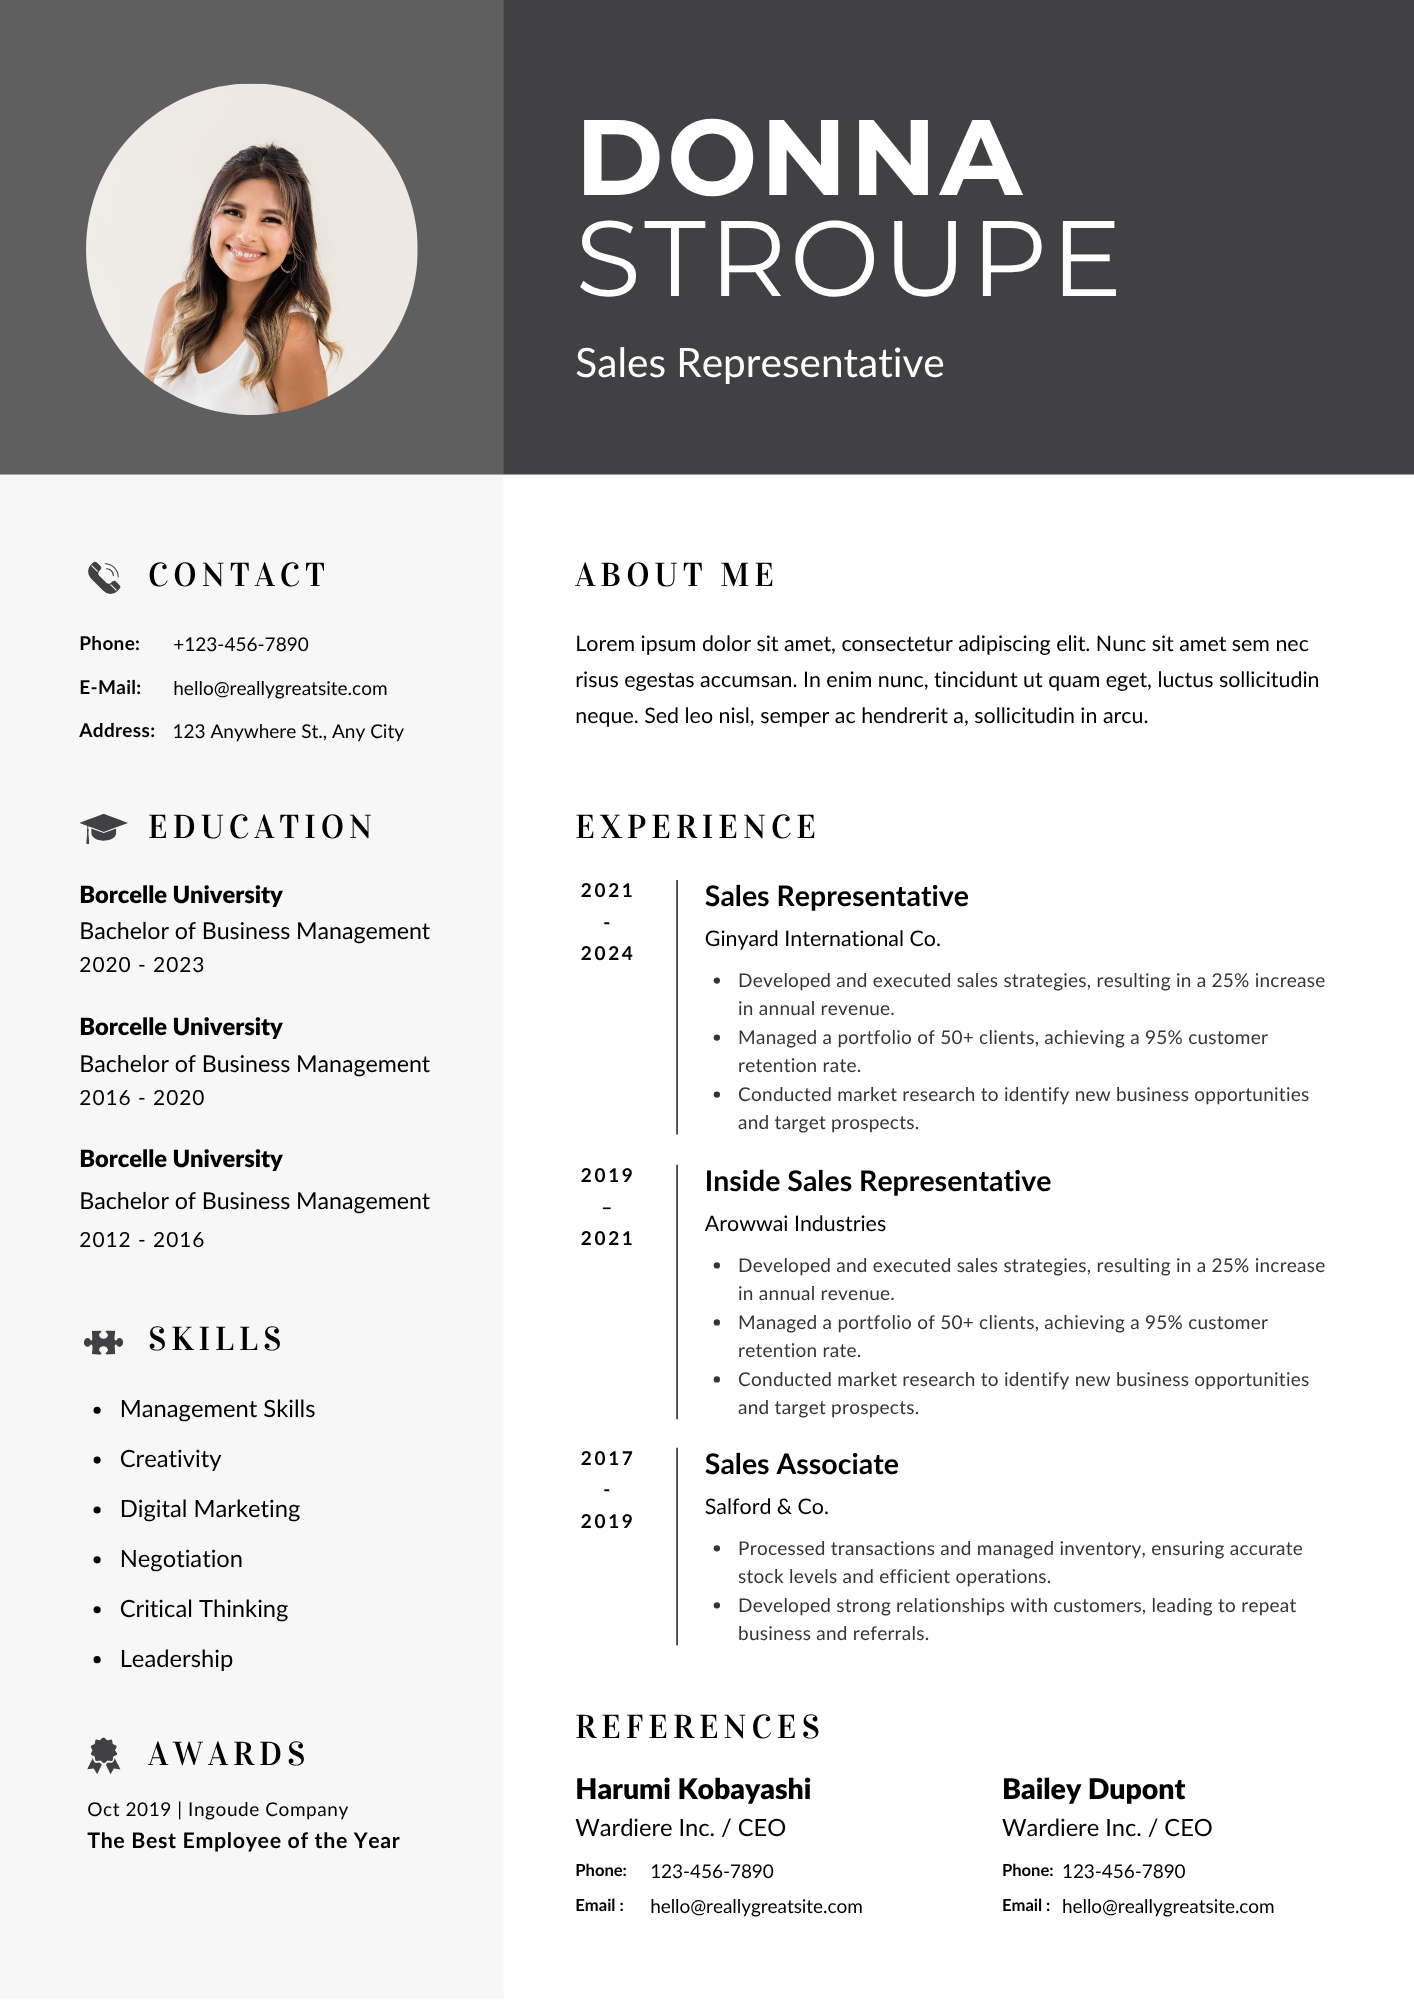 DONNA
STROUPE
Sales Representative
CONTACT
Phone: +123-456-7890
E-Mail: hello@reallygreatsite.com
Address: 123 Anywhere St., Any City
EDUCATION
Borcelle University
Bachelor of Business Management
2020 - 2023
Borcelle University
Bachelor of Business Management
2016 - 2020
Borcelle University
Bachelor of Business Management
2012 - 2016
SKILLS
• Management Skills
• Creativity
• Digital Marketing
• Negotiation
• Critical Thinking
• Leadership
AWARDS
Oct 2019 | Ingoude Company
The Best Employee of the Year
ABOUT ME
Lorem ipsum dolor sit amet, consectetur adipiscing elit. Nunc sit amet sem nec
risus egestas accumsan. In enim nunc, tincidunt ut quam eget, luctus sollicitudin
neque. Sed leo nisl, semper ac hendrerit a, sollicitudin in arcu.
EXPERIENCE
2021
-
2024
Sales Representative
Ginyard International Co.
• Developed and executed sales strategies, resulting in a 25% increase
in annual revenue.
• Managed a portfolio of 50+ clients, achieving a 95% customer
retention rate.
• Conducted market research to identify new business opportunities
and target prospects.
2019
–
2021
Inside Sales Representative
Arowwai Industries
• Developed and executed sales strategies, resulting in a 25% increase
in annual revenue.
• Managed a portfolio of 50+ clients, achieving a 95% customer
retention rate.
• Conducted market research to identify new business opportunities
and target prospects.
2017
-
2019
Sales Associate
Salford & Co.
• Processed transactions and managed inventory, ensuring accurate
stock levels and efficient operations.
• Developed strong relationships with customers, leading to repeat
business and referrals.
REFERENCES
Harumi Kobayashi
Wardiere Inc. / CEO
Phone: 123-456-7890
Email : hello@reallygreatsite.com
Bailey Dupont
Wardiere Inc. / CEO
Phone: 123-456-7890
Email : hello@reallygreatsite.com